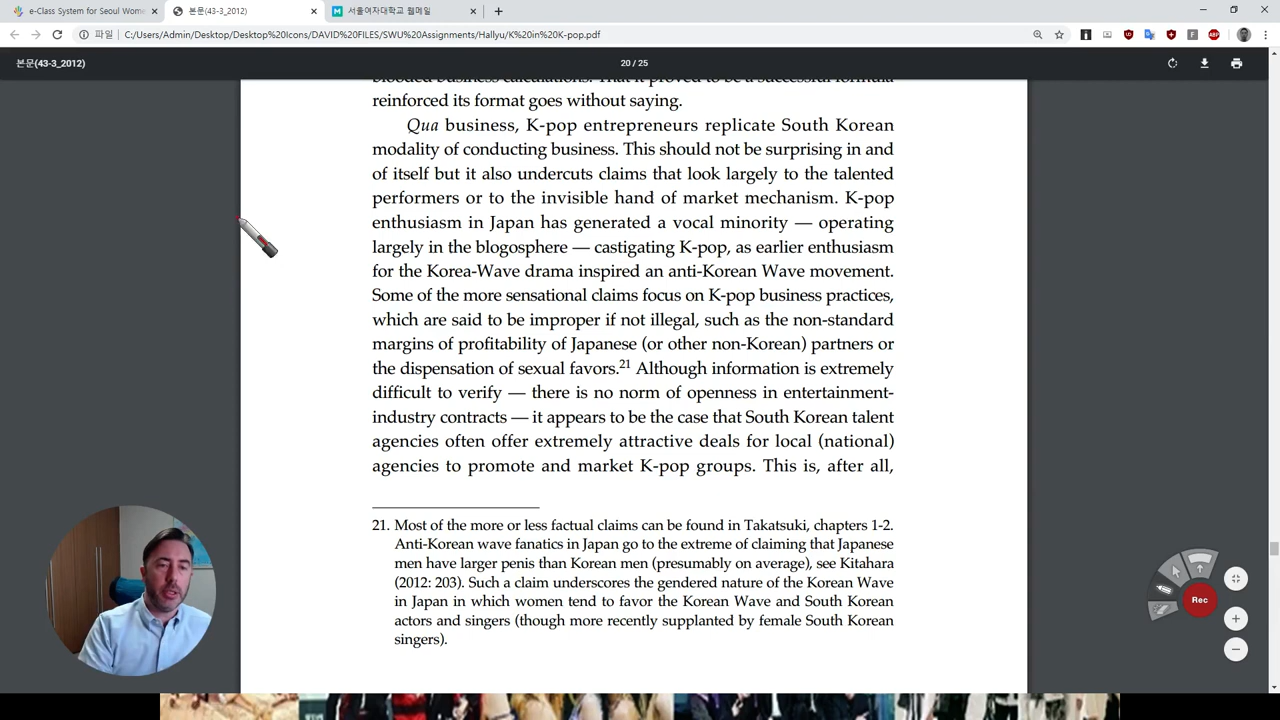 e-Class System for Seoul Wome
본문(43-3_2012)
서울여자대학교 웹메일
파일
C:/Users/Admin/Desktop/Desktop%20Icons/DAVID%20FILES/SWU%20Assignments/Hallyu/K%20in%20K-pop.pdf
본문(43-3_2012)
20 / 25
blooded business calculations. That it proved to be a successful formula
reinforced its format goes without saying.
Qua business, K-pop entrepreneurs replicate South Korean
modality of conducting business. This should not be surprising in and
of itself but it also undercuts claims that look largely to the talented
performers or to the invisible hand of market mechanism. K-pop
enthusiasm in Japan has generated a vocal minority — operating
largely in the blogosphere — castigating K-pop, as earlier enthusiasm
for the Korea-Wave drama inspired an anti-Korean Wave movement.
Some of the more sensational claims focus on K-pop business practices,
which are said to be improper if not illegal, such as the non-standard
margins of profitability of Japanese (or other non-Korean) partners or
the dispensation of sexual favors.21 Although information is extremely
difficult to verify — there is no norm of openness in entertainment-
industry contracts — it appears to be the case that South Korean talent
agencies often offer extremely attractive deals for local (national)
agencies to promote and market K-pop groups. This is, after all,
21. Most of the more or less factual claims can be found in Takatsuki, chapters 1-2.
Anti-Korean wave fanatics in Japan go to the extreme of claiming that Japanese
men have larger penis than Korean men (presumably on average), see Kitahara
(2012: 203). Such a claim underscores the gendered nature of the Korean Wave
in Japan in which women tend to favor the Korean Wave and South Korean
actors and singers (though more recently supplanted by female South Korean
singers).
Rec